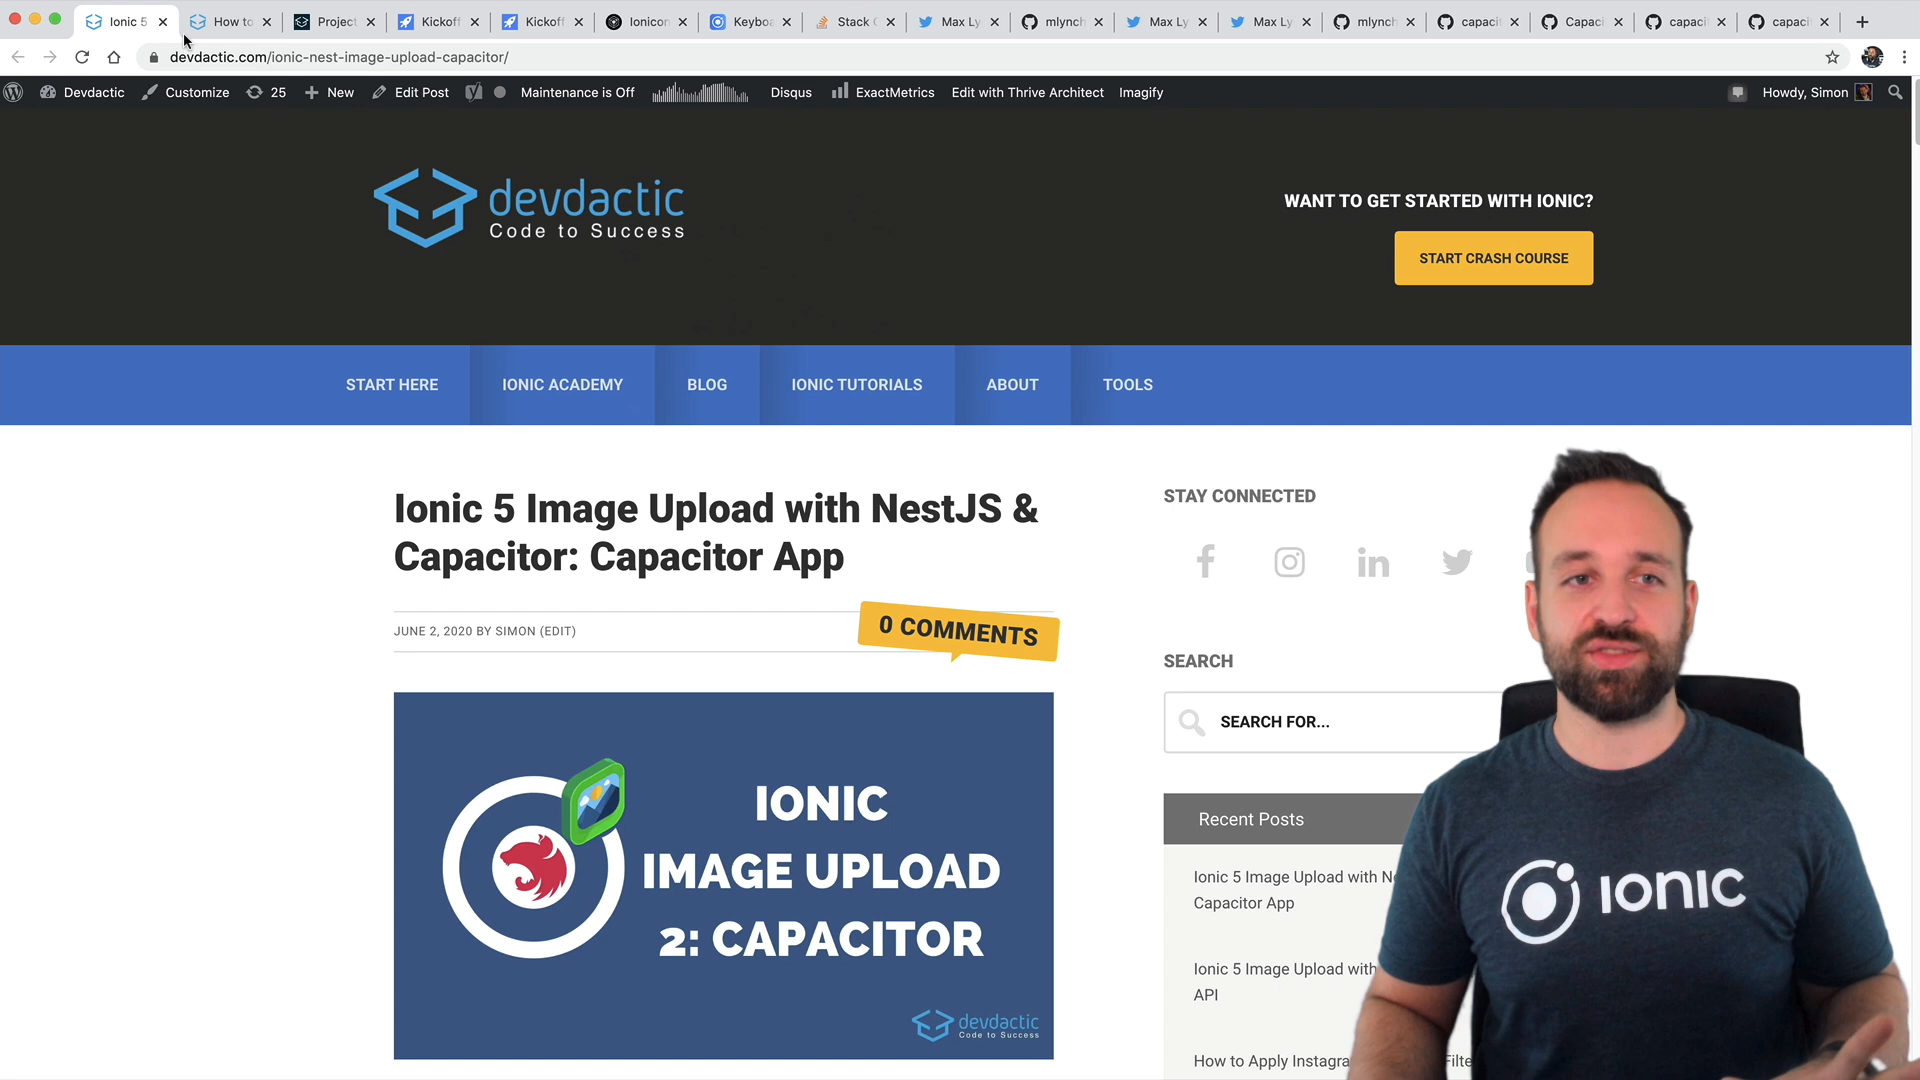 Ionic 5
How to
Project
Kickoff
Kickoff
Ionicon
Keyboa
Stack
Max Ly
mlynch
Max Ly
Max Ly
mlynch
capacit
Capaci
capaci
capaci
devdactic.com/ionic-nest-image-upload-capacitor/
Devdactic
Customize
25
New
Edit Post
Maintenance is Off
Disqus
ExactMetrics
Edit with Thrive Architect
Imagify
Howdy, Simon
devdactic
Code to Success
WANT TO GET STARTED WITH IONIC?
START CRASH COURSE
START HERE
IONIC ACADEMY
BLOG
IONIC TUTORIALS
ABOUT
TOOLS
Ionic 5 Image Upload with NestJS &
Capacitor: Capacitor App
JUNE 2, 2020 BY SIMON (EDIT)
0 COMMENTS
IONIC
IMAGE UPLOAD
2: CAPACITOR
devdactic
Code to Success
STAY CONNECTED
SEARCH
SEARCH FOR...
Recent Posts
Ionic 5 Image Upload with Ne
Capacitor App
Ionic 5 Image Upload with
API
How to Apply Instagra
Filte
IONIC